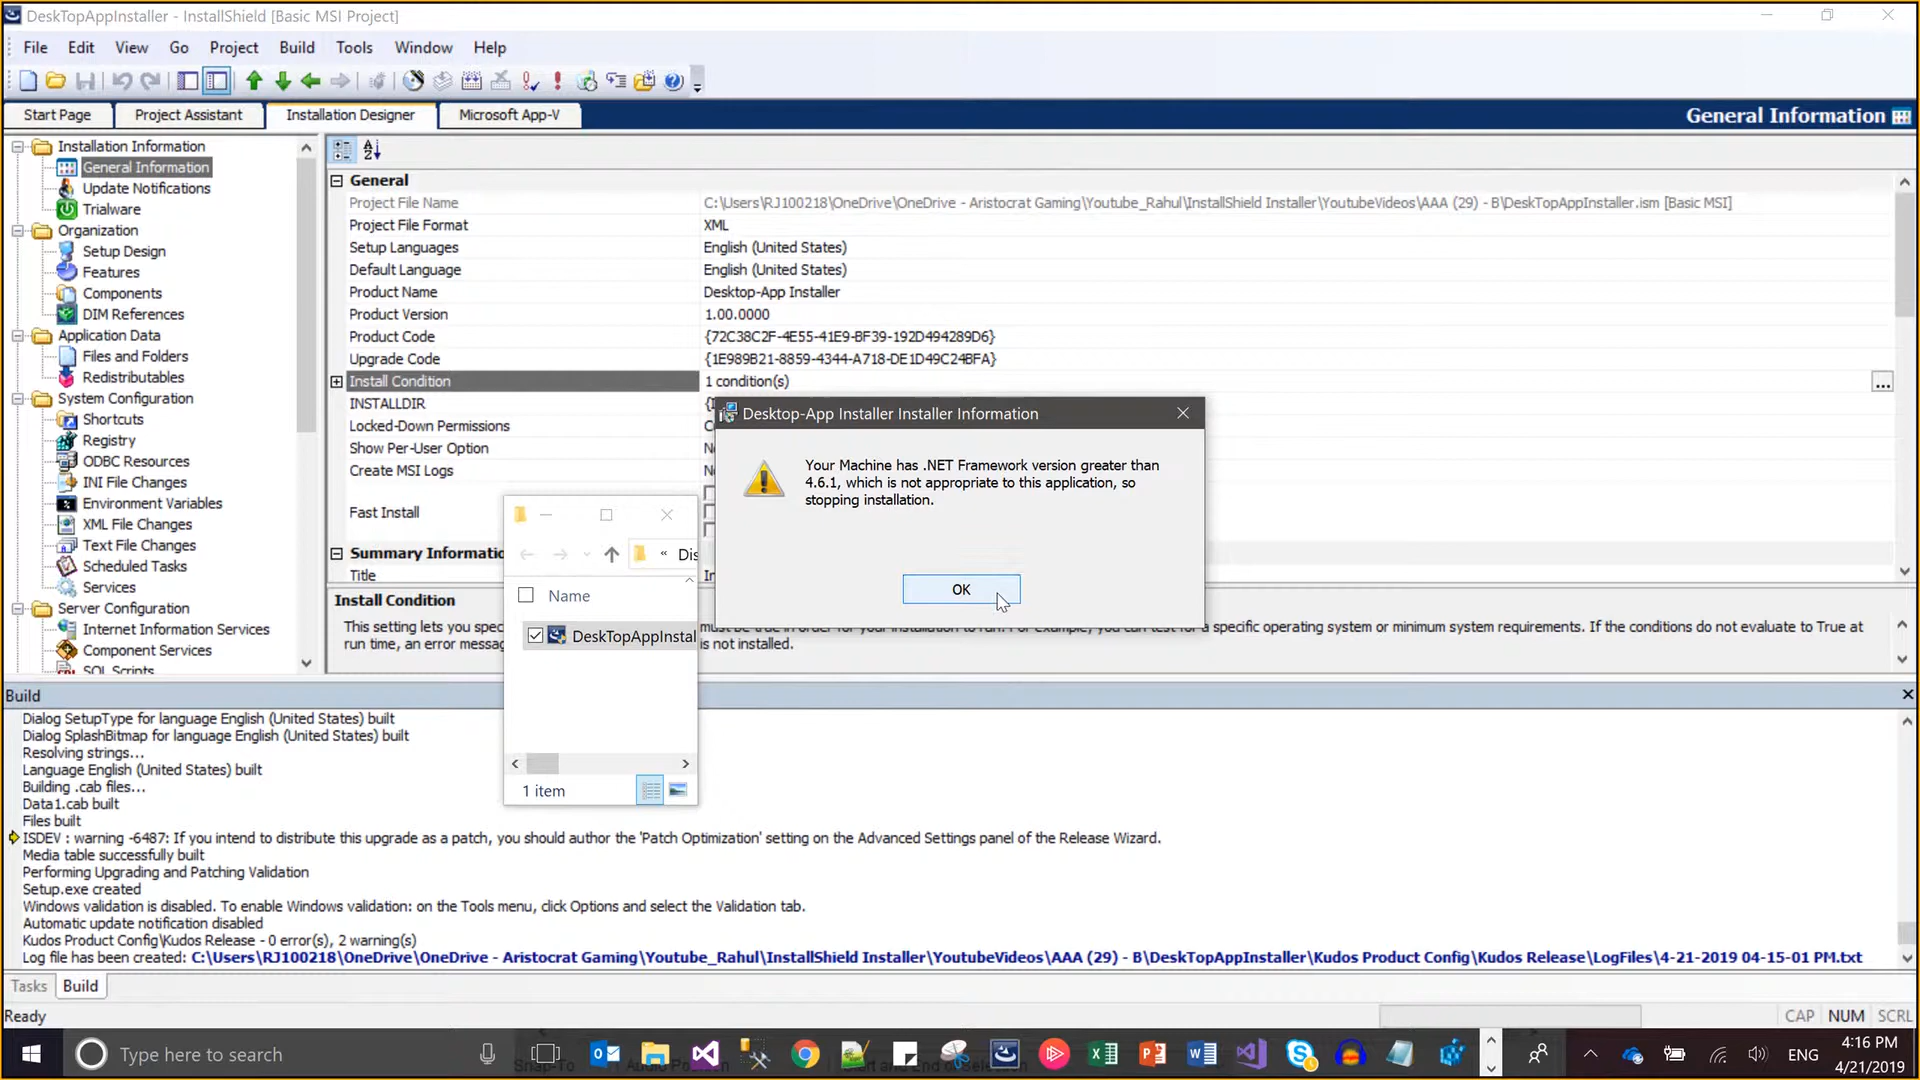 DeskTopAppInstaller - InstallShield [Basic MSI Project]
File Edit View Go Project Build Tools Window Help
Start Page Project Assistant Installation Designer Microsoft App-V General Information
Installation Information
General Information
Update Notifications
Trialware
Organization
Setup Design
Features
Components
DIM References
Application Data
Files and Folders
Redistributables
System Configuration
Shortcuts
Registry
ODBC Resources
INI File Changes
Environment Variables
XML File Changes
Text File Changes
Scheduled Tasks
Services
Server Configuration
Internet Information Services
Component Services
SQL Scripts
General
Project File Name C:\Users\RJ100218\OneDrive\OneDrive - Aristocrat Gaming\Youtube_Rahul\InstallShield Installer\YoutubeVideos\AAA (29) - B\DeskTopAppInstaller.ism [Basic MSI]
Project File Format XML
Setup Languages English (United States)
Default Language English (United States)
Product Name Desktop-App Installer
Product Version 1.00.0000
Product Code {72C38C2F-4E55-41E9-BF39-192D494289D6}
Upgrade Code {1E989B21-8859-4344-A718-DE1D49C24BFA}
Install Condition 1 condition(s) ...
INSTALLDIR
Locked-Down Permissions
Show Per-User Option
Create MSI Logs
Fast Install
Summary Informatio
Title
Desktop-App Installer Installer Information
Your Machine has .NET Framework version greater than
4.6.1, which is not appropriate to this application, so
stopping installation.
OK
« Dis
Name
DeskTopAppInstal
1 item
Install Condition
This setting lets you spec must be true in order for your installation to run. For example, you can test for a specific operating system or minimum system requirements. If the conditions do not evaluate to True at
run time, an error messag is not installed.
Build
Dialog SetupType for language English (United States) built
Dialog SplashBitmap for language English (United States) built
Resolving strings...
Language English (United States) built
Building .cab files...
Data1.cab built
Files built
ISDEV : warning -6487: If you intend to distribute this upgrade as a patch, you should author the 'Patch Optimization' setting on the Advanced Settings panel of the Release Wizard.
Media table successfully built
Performing Upgrading and Patching Validation
Setup.exe created
Windows validation is disabled. To enable Windows validation: on the Tools menu, click Options and select the Validation tab.
Automatic update notification disabled
Kudos Product Config\Kudos Release - 0 error(s), 2 warning(s)
Log file has been created: C:\Users\RJ100218\OneDrive\OneDrive - Aristocrat Gaming\Youtube_Rahul\InstallShield Installer\YoutubeVideos\AAA (29) - B\DeskTopAppInstaller\Kudos Product Config\Kudos Release\LogFiles\4-21-2019 04-15-01 PM.txt
Tasks Build
Ready CAP NUM SCRL
Type here to search
ENG
4:16 PM
4/21/2019